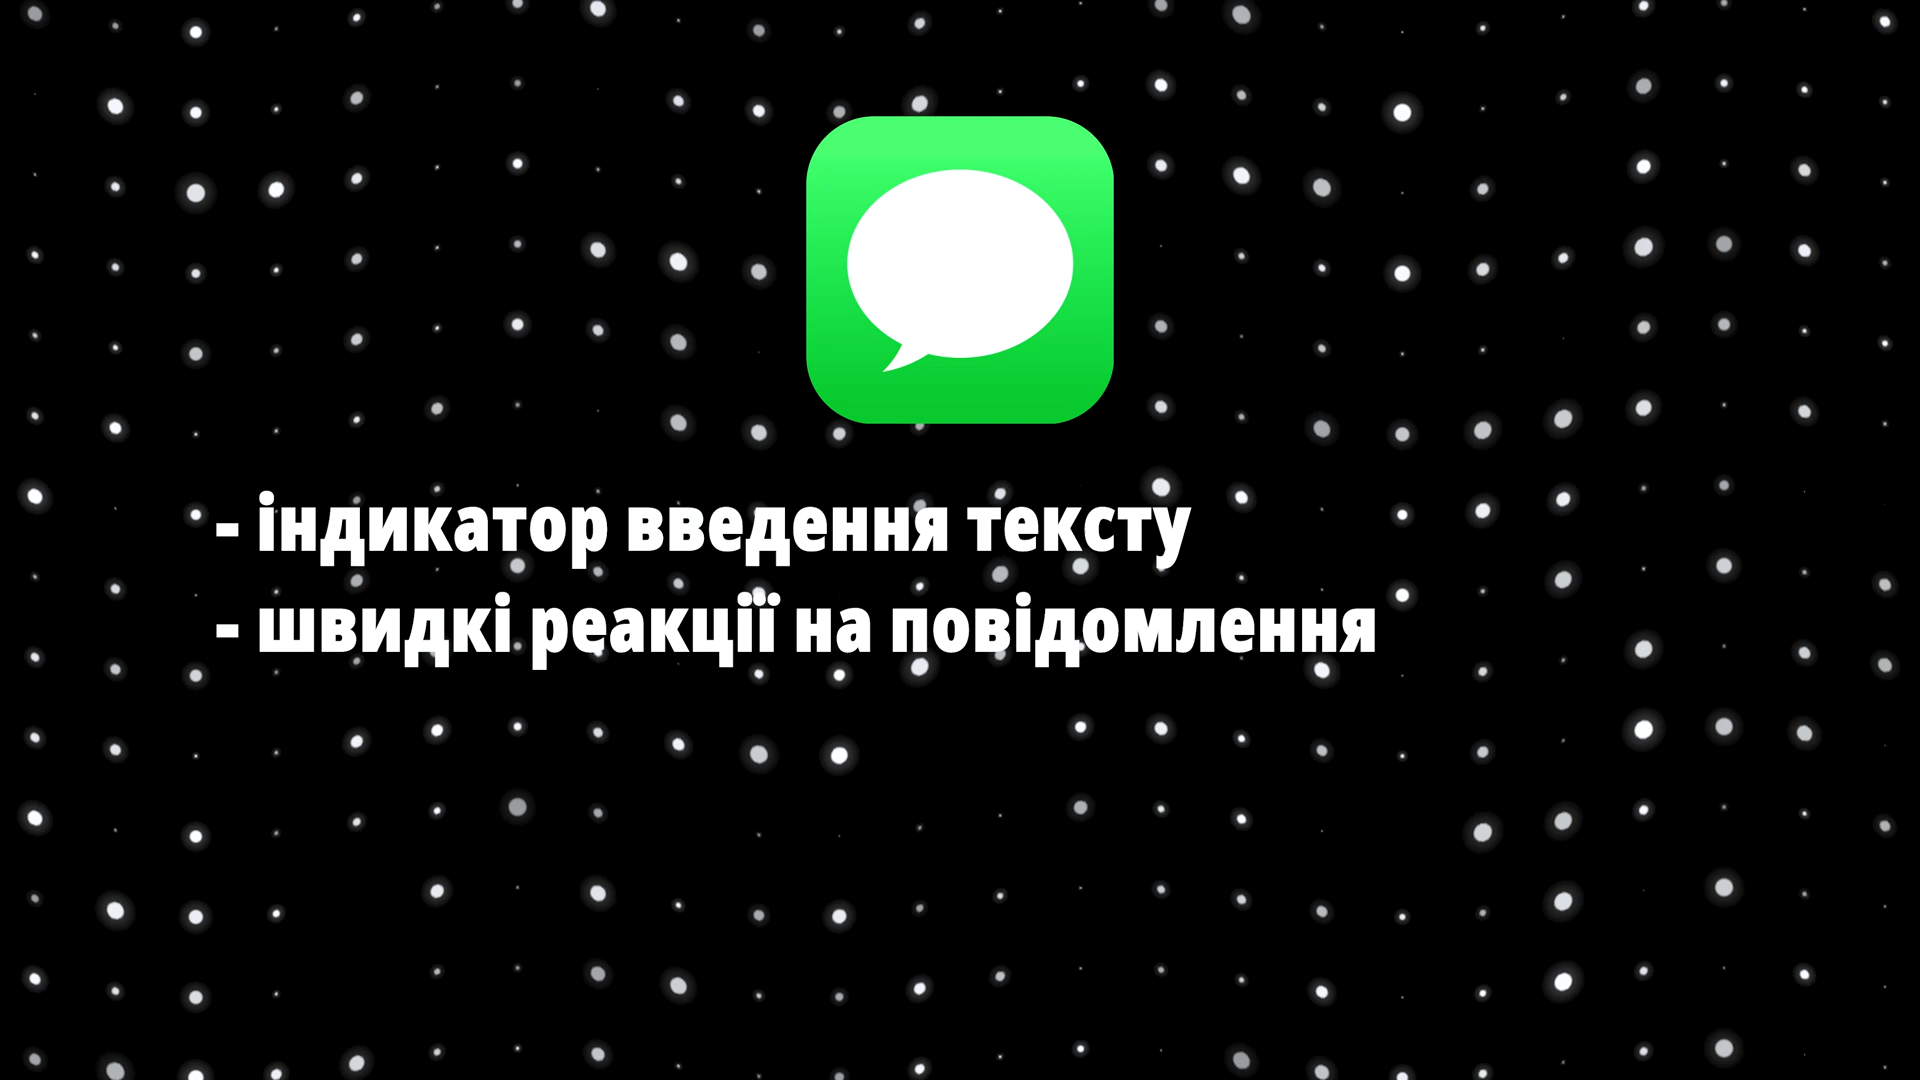 - індикатор введення тексту
- швидкі реакції на повідомлення